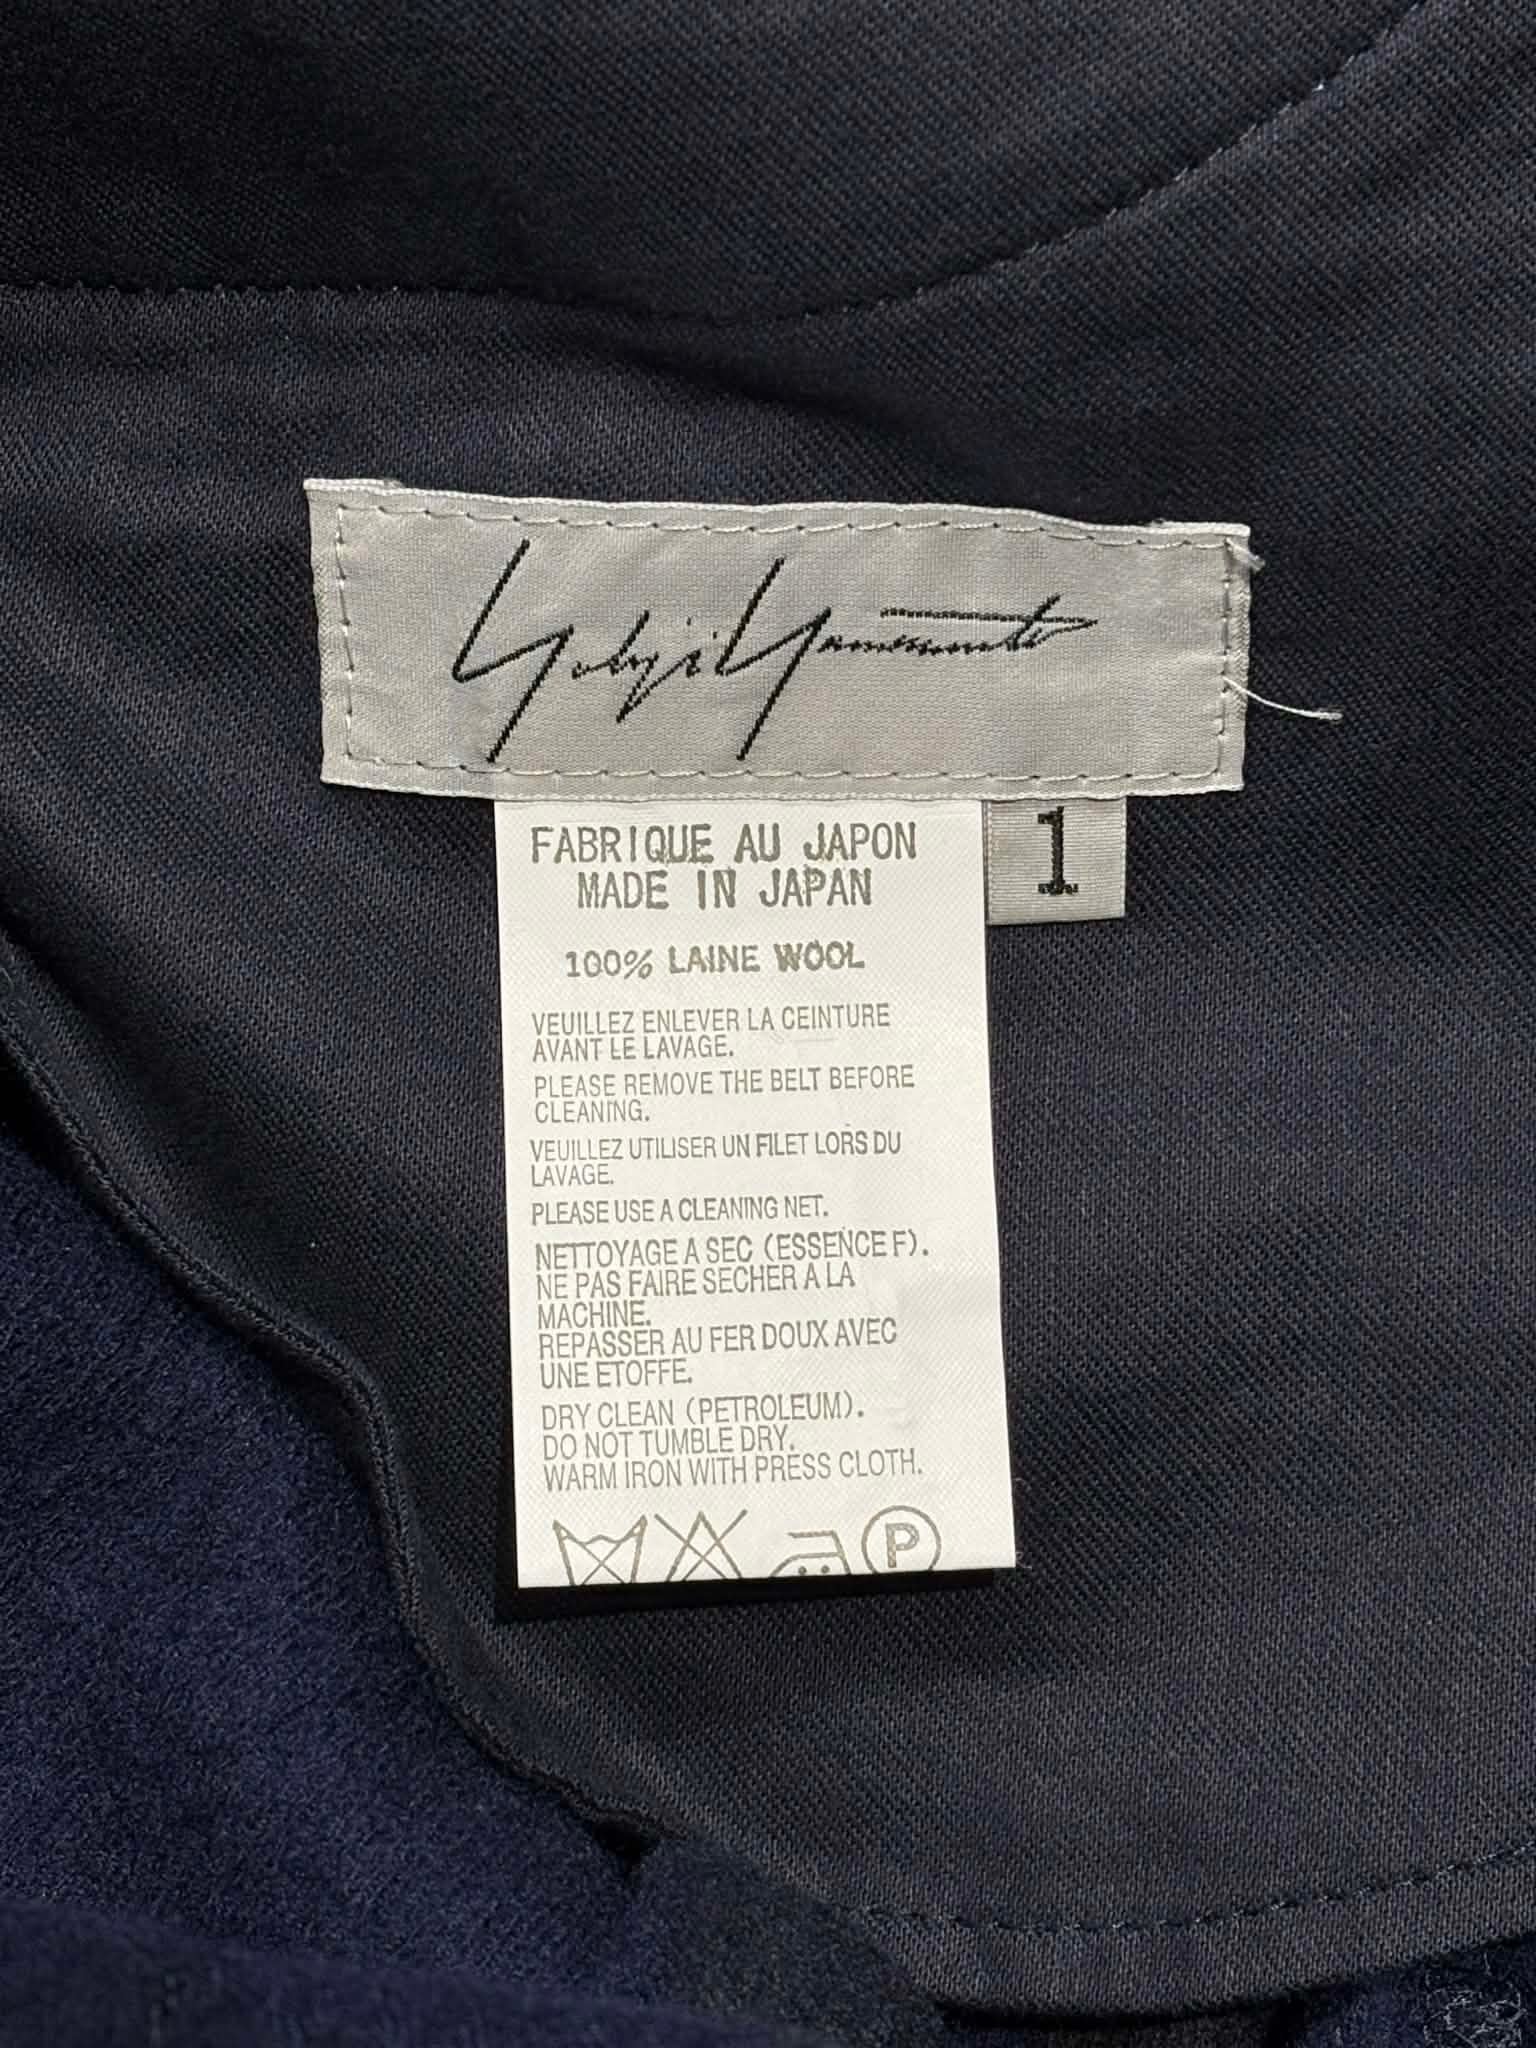 Yohji Yamamoto
FABRIQUE AU JAPON
MADE IN JAPAN
1
100% LAINE WOOL
VEUILLEZ ENLEVER LA CEINTURE
AVANT LE LAVAGE.
PLEASE REMOVE THE BELT BEFORE
CLEANING.
VEUILLEZ UTILISER UN FILET LORS DU
LAVAGE.
PLEASE USE A CLEANING NET.
NETTOYAGE A SEC (ESSENCE F).
NE PAS FAIRE SECHER A LA
MACHINE.
REPASSER AU FER DOUX AVEC
UNE ETOFFE.
DRY CLEAN (PETROLEUM).
DO NOT TUMBLE DRY.
WARM IRON WITH PRESS CLOTH.
P